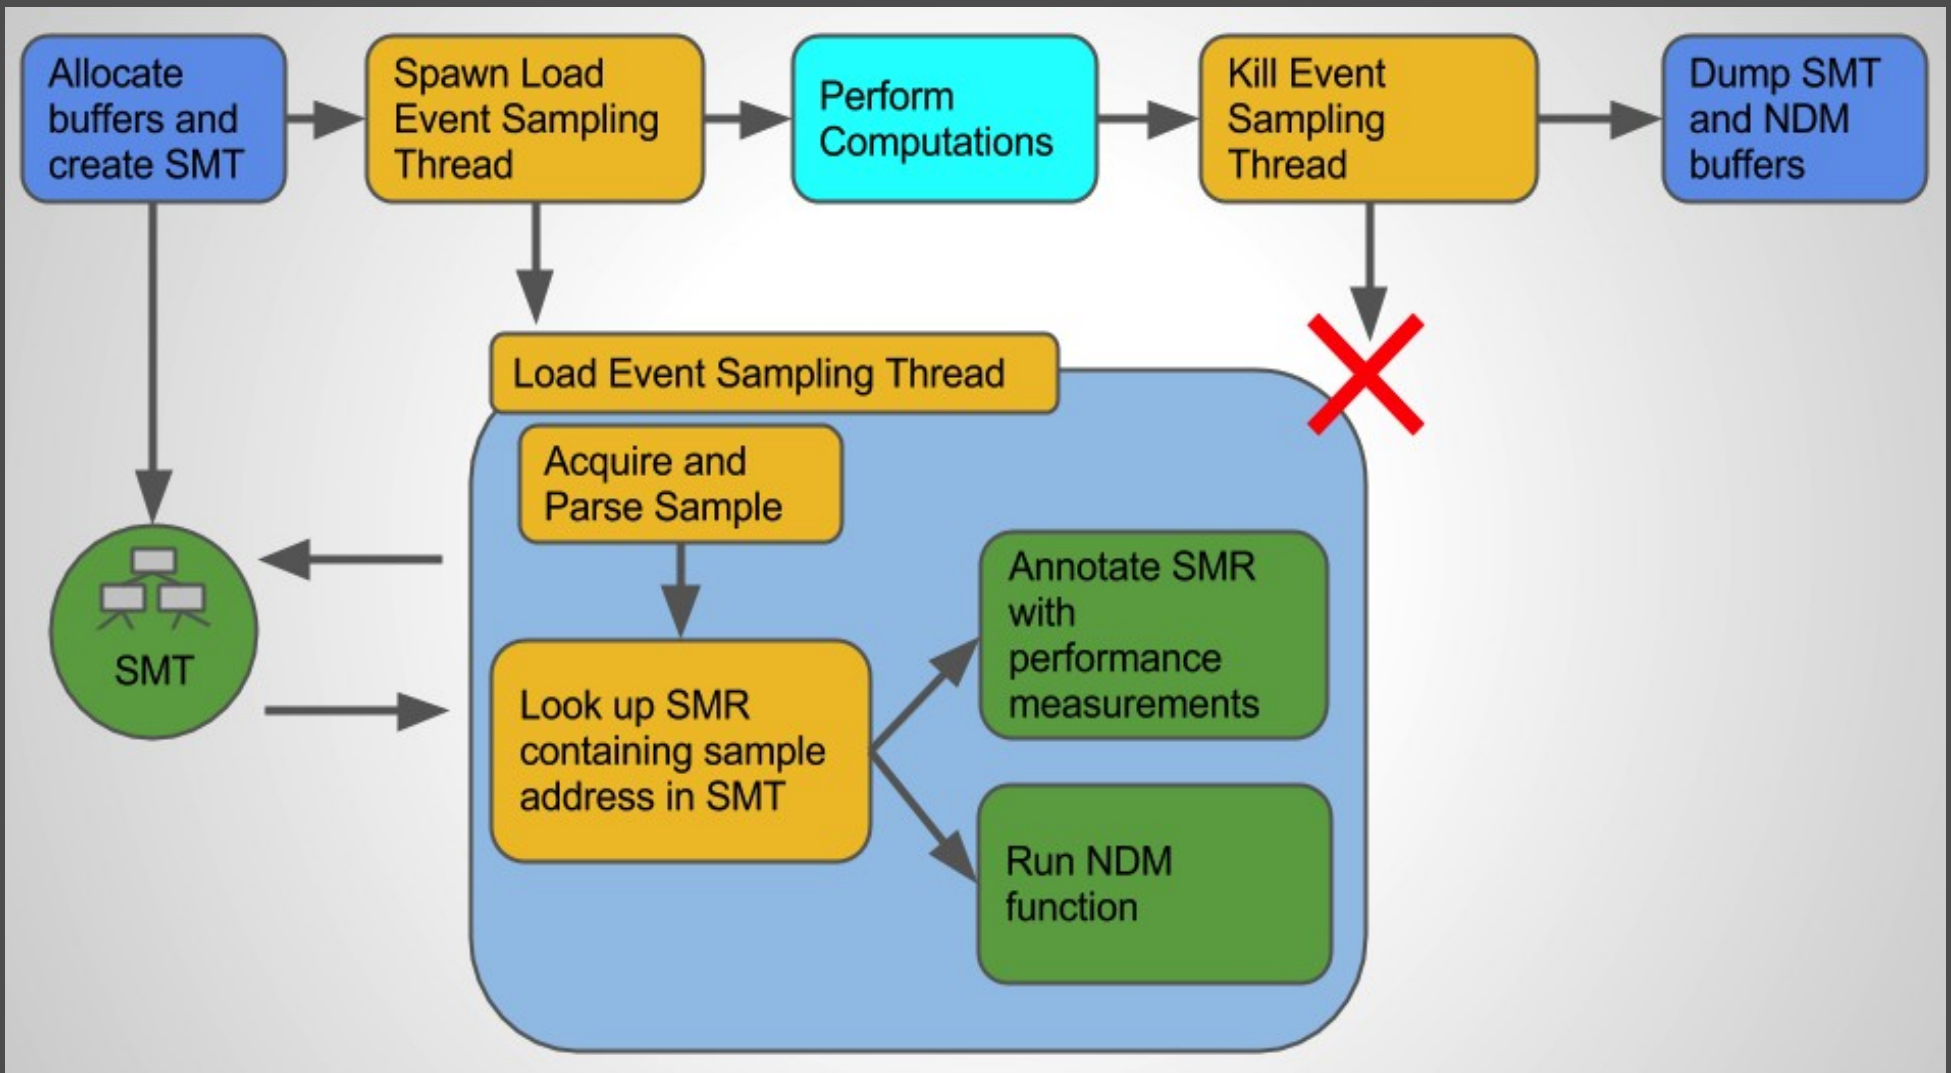 Allocate
buffers and
create SMT
Spawn Load
Event Sampling
Thread
Perform
Computations
Kill Event
Sampling
Thread
Dump SMT
and NDM
buffers
Load Event Sampling Thread
Acquire and
Parse Sample
Annotate SMR
with
performance
measurements
SMT
Look up SMR
containing sample
address in SMT
Run NDM
function